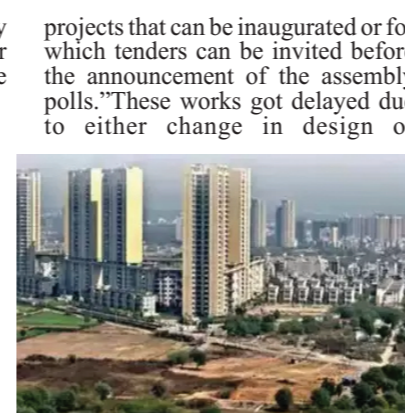 projects that can be inaugurated or fo
which tenders can be invited befor
the announcement of the assembly
polls.”These works got delayed du
to either change in design o